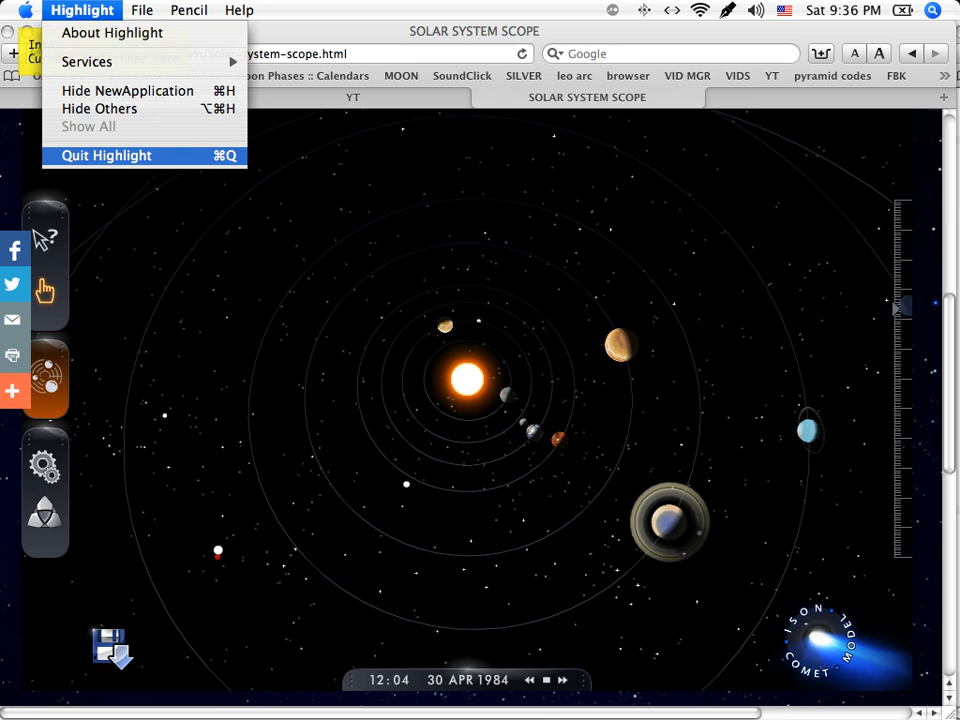 Highlight File Pencil Help Sat 9:36 PM
About Highlight
Services
Hide NewApplication ⌘H
Hide Others ⌥⌘H
Show All
Quit Highlight ⌘Q
SOLAR SYSTEM SCOPE
ystem-scope.html Google A A
on Phases :: Calendars MOON SoundClick SILVER leo arc browser VID MGR VIDS YT pyramid codes FBK
YT SOLAR SYSTEM SCOPE
ISON MODEL COMET
12:04 30 APR 1984